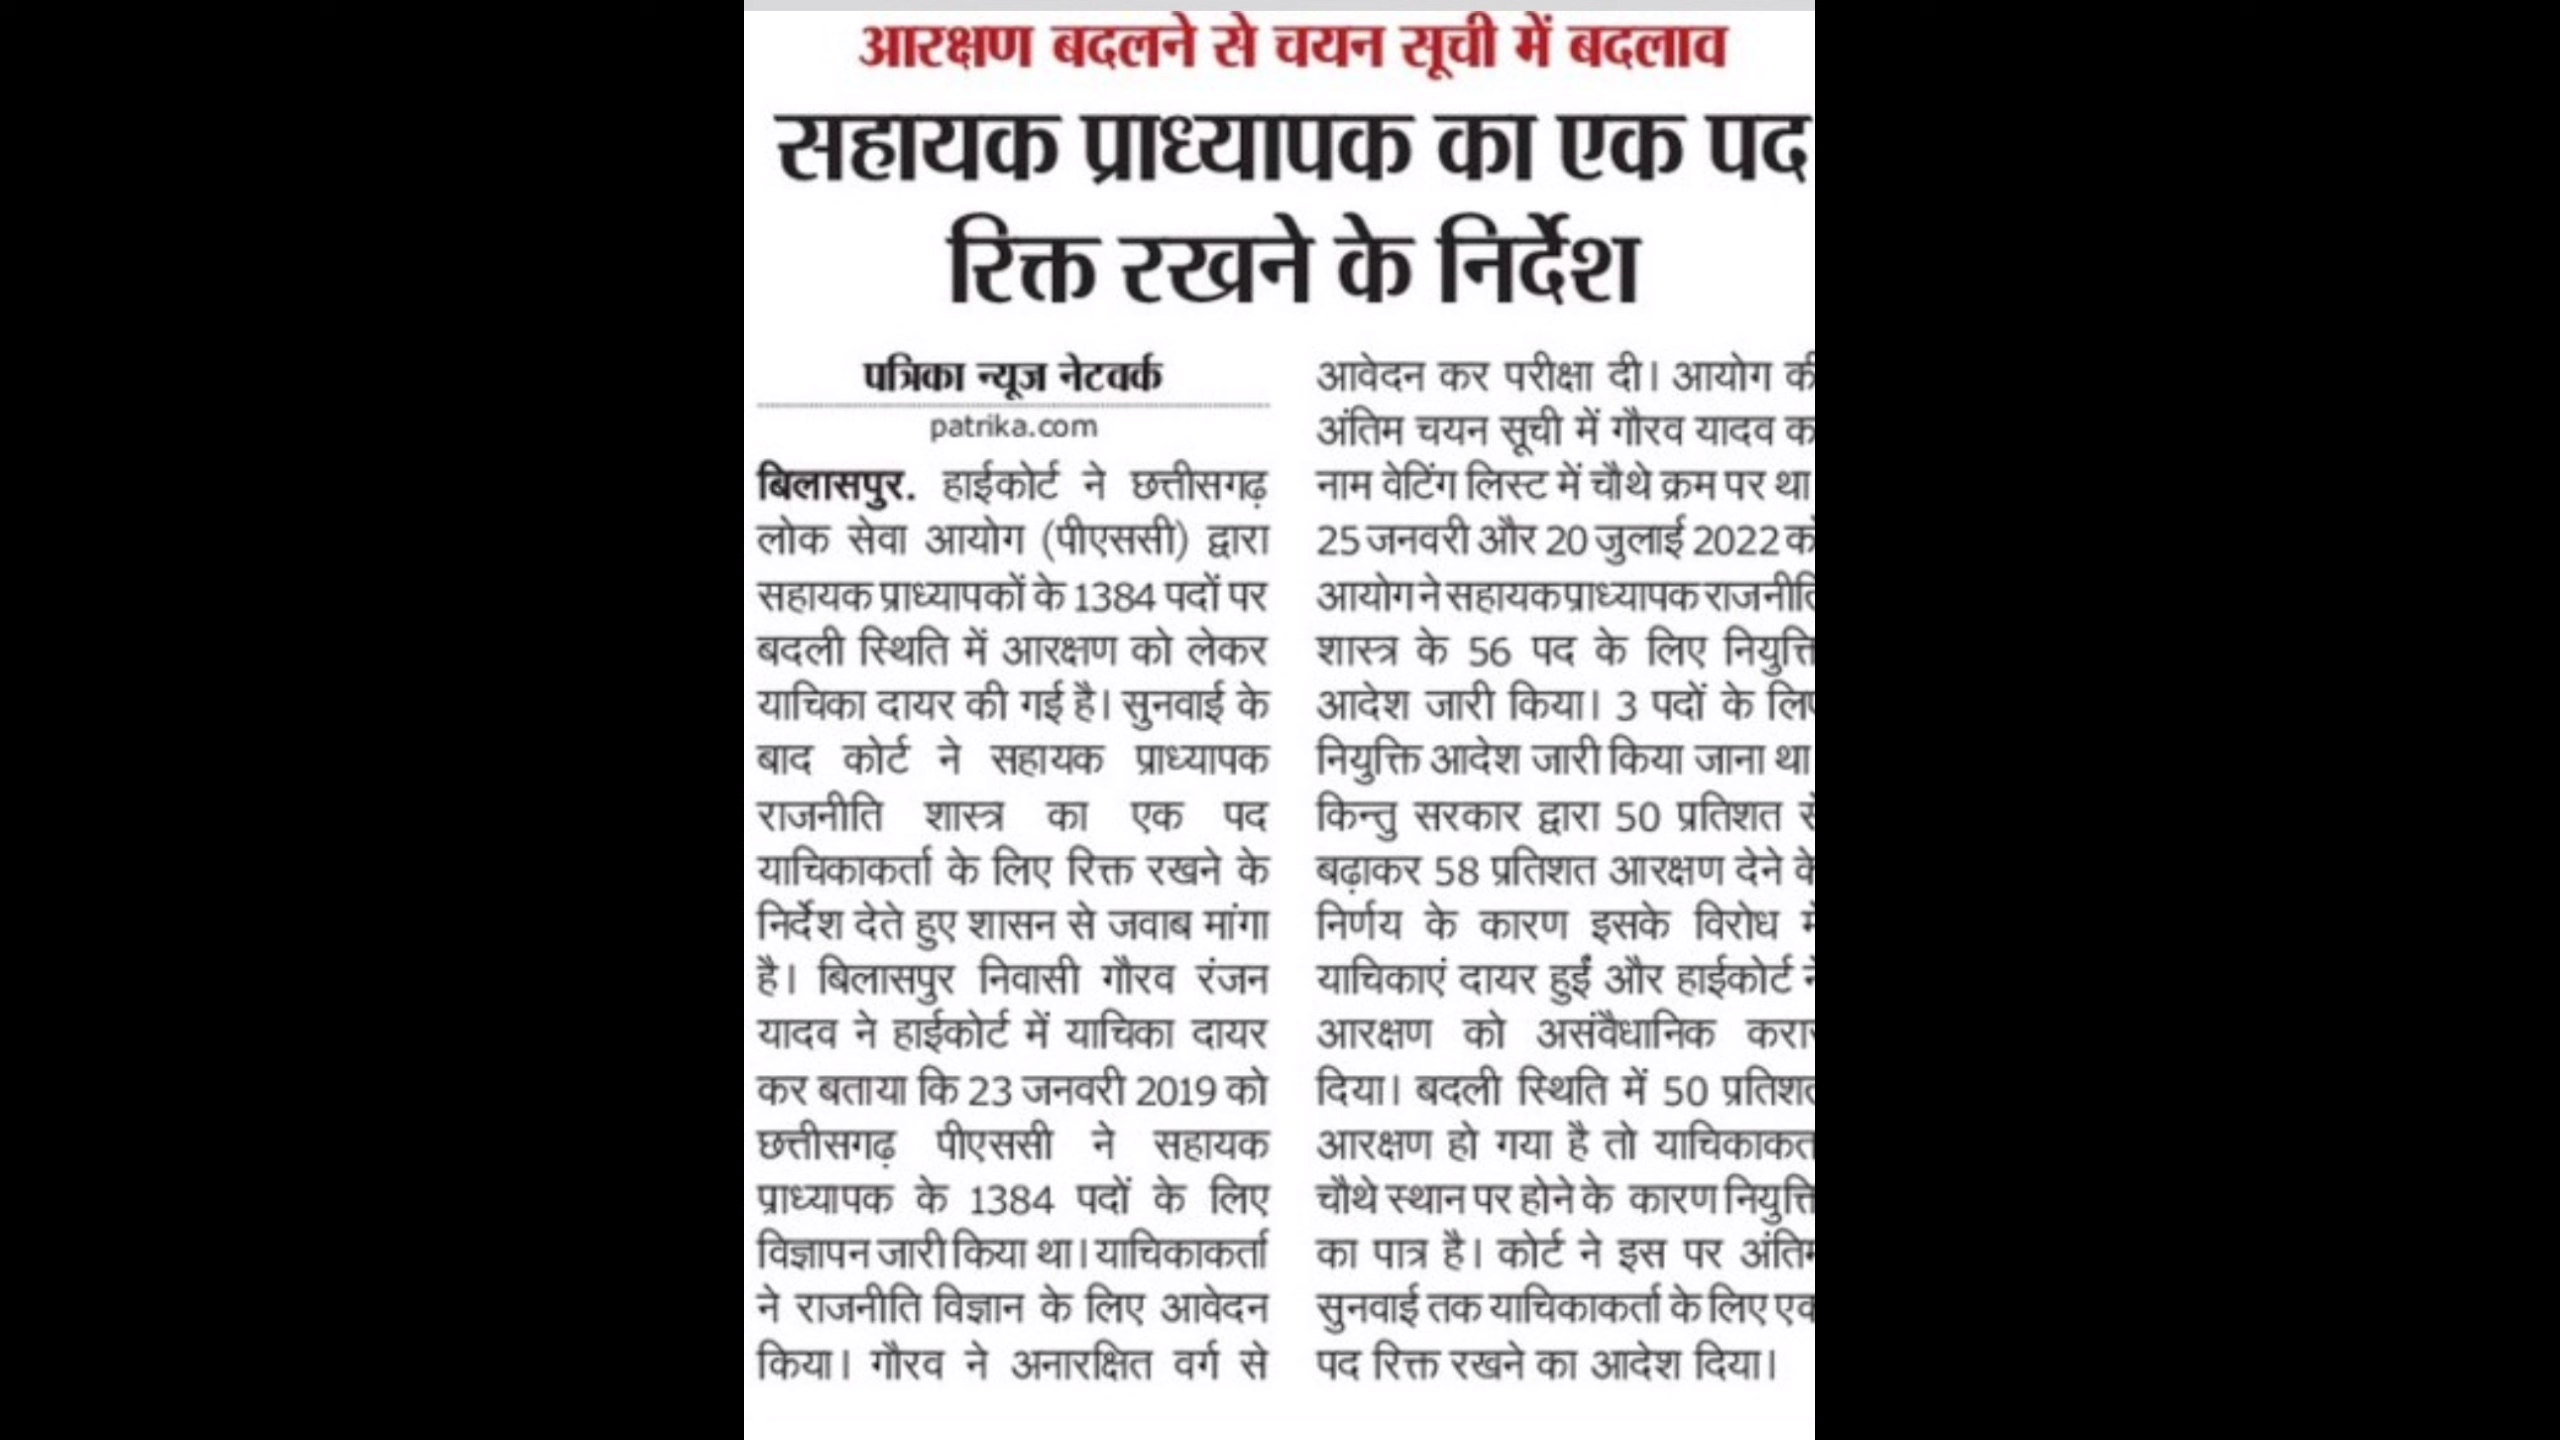 आरक्षण बदलने से चयन सूची में बदलाव
सहायक प्राध्यापक का एक पद
रिक्त रखने के निर्देश
पत्रिका न्यूज नेटवर्क
patrika.com
बिलासपुर. हाईकोर्ट ने छत्तीसगढ़
लोक सेवा आयोग (पीएससी) द्वारा
सहायक प्राध्यापकों के 1384 पदों पर
बदली स्थिति में आरक्षण को लेकर
याचिका दायर की गई है। सुनवाई के
बाद कोर्ट ने सहायक प्राध्यापक
राजनीति शास्त्र का एक पद
याचिकाकर्ता के लिए रिक्त रखने के
निर्देश देते हुए शासन से जवाब मांगा
है। बिलासपुर निवासी गौरव रंजन
यादव ने हाईकोर्ट में याचिका दायर
कर बताया कि 23 जनवरी 2019 को
छत्तीसगढ़ पीएससी ने सहायक
प्राध्यापक के 1384 पदों के लिए
विज्ञापन जारी किया था। याचिकाकर्ता
ने राजनीति विज्ञान के लिए आवेदन
किया। गौरव ने अनारक्षित वर्ग से
आवेदन कर परीक्षा दी। आयोग की
अंतिम चयन सूची में गौरव यादव का
नाम वेटिंग लिस्ट में चौथे क्रम पर था
25 जनवरी और 20 जुलाई 2022 को
आयोग ने सहायक प्राध्यापक राजनीति
शास्त्र के 56 पद के लिए नियुक्ति
आदेश जारी किया। 3 पदों के लिए
नियुक्ति आदेश जारी किया जाना था
किन्तु सरकार द्वारा 50 प्रतिशत से
बढ़ाकर 58 प्रतिशत आरक्षण देने के
निर्णय के कारण इसके विरोध में
याचिकाएं दायर हुईं और हाईकोर्ट ने
आरक्षण को असंवैधानिक करार
दिया। बदली स्थिति में 50 प्रतिशत
आरक्षण हो गया है तो याचिकाकर्ता
चौथे स्थान पर होने के कारण नियुक्ति
का पात्र है। कोर्ट ने इस पर अंतिम
सुनवाई तक याचिकाकर्ता के लिए एक
पद रिक्त रखने का आदेश दिया।